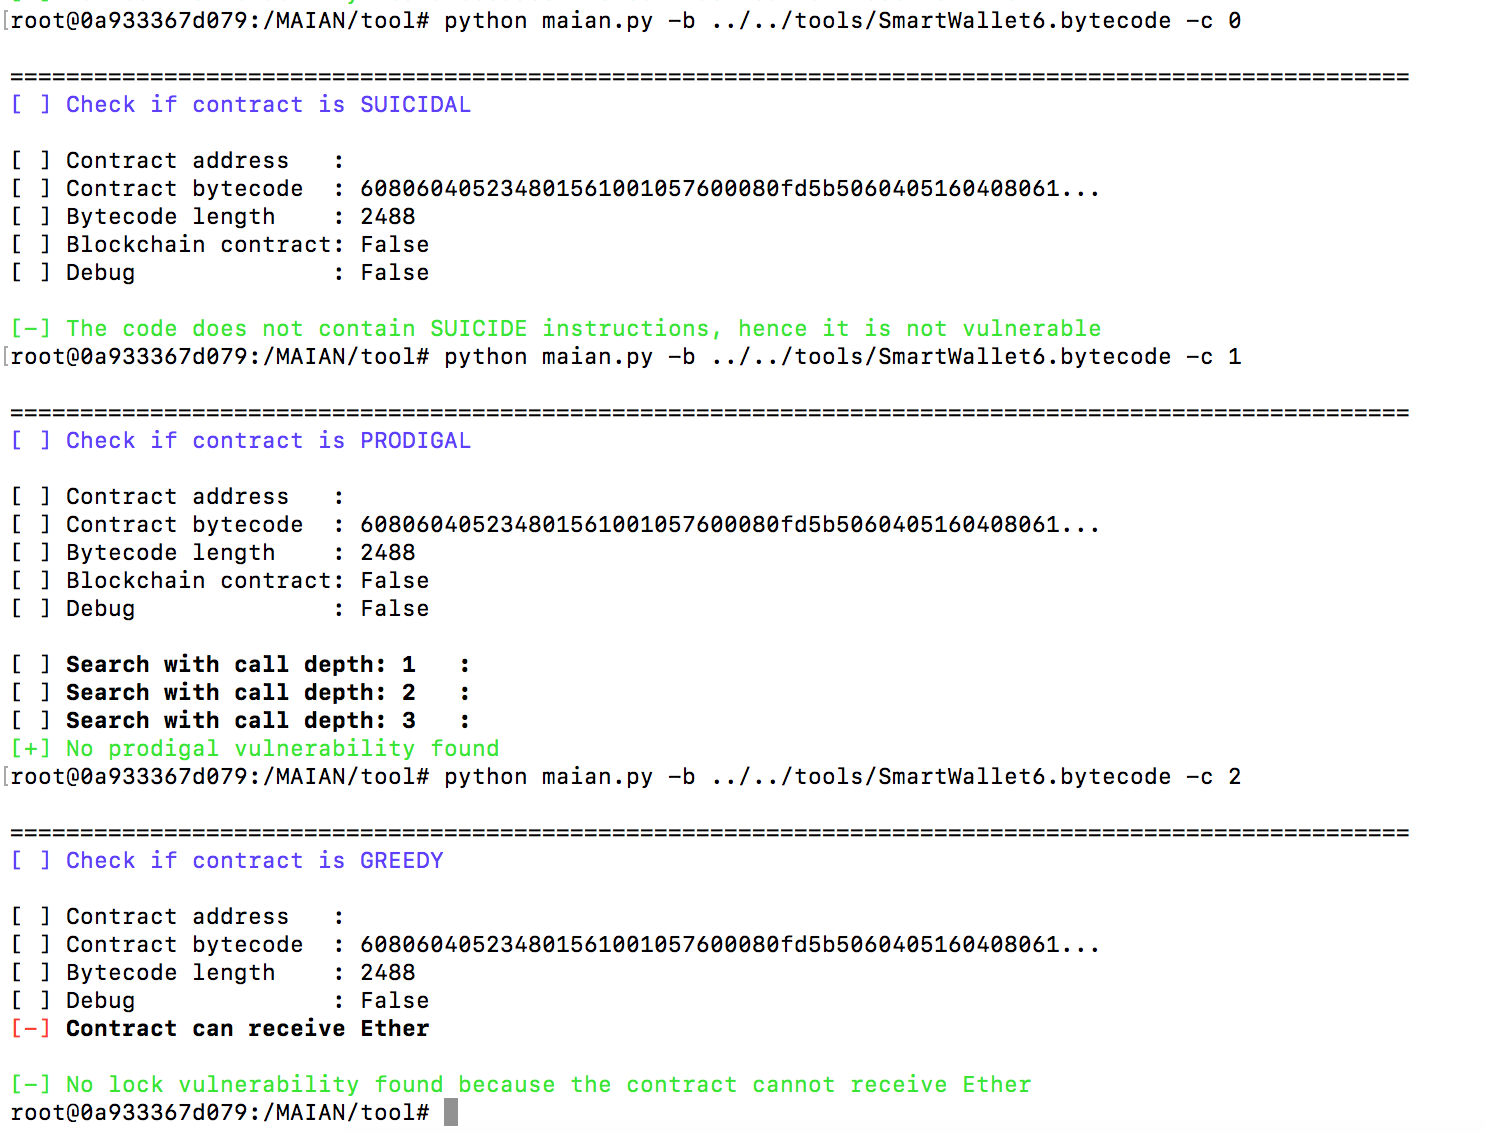 root@0a933367d079:/MAIAN/tool# python maian.py -b ../../tools/SmartWallet6.bytecode -c 0
====================================================================================================
[ ] Check if contract is SUICIDAL
[ ] Contract address   :
[ ] Contract bytecode  : 60806040523480156100105760008​0fd5b5060405160408061...
[ ] Bytecode length    : 2488
[ ] Blockchain contract: False
[ ] Debug              : False
[-] The code does not contain SUICIDE instructions, hence it is not vulnerable
root@0a933367d079:/MAIAN/tool# python maian.py -b ../../tools/SmartWallet6.bytecode -c 1
====================================================================================================
[ ] Check if contract is PRODIGAL
[ ] Contract address   :
[ ] Contract bytecode  : 608060405234801561001057600080fd5b5060405160408061...
[ ] Bytecode length    : 2488
[ ] Blockchain contract: False
[ ] Debug              : False
[ ] Search with call depth: 1   :
[ ] Search with call depth: 2   :
[ ] Search with call depth: 3   :
[+] No prodigal vulnerability found
root@0a933367d079:/MAIAN/tool# python maian.py -b ../../tools/SmartWallet6.bytecode -c 2
====================================================================================================
[ ] Check if contract is GREEDY
[ ] Contract address   :
[ ] Contract bytecode  : 608060405234801561001057600080fd5b5060405160408061...
[ ] Bytecode length    : 2488
[ ] Debug              : False
[-] Contract can receive Ether
[-] No lock vulnerability found because the contract cannot receive Ether
root@0a933367d079:/MAIAN/tool#